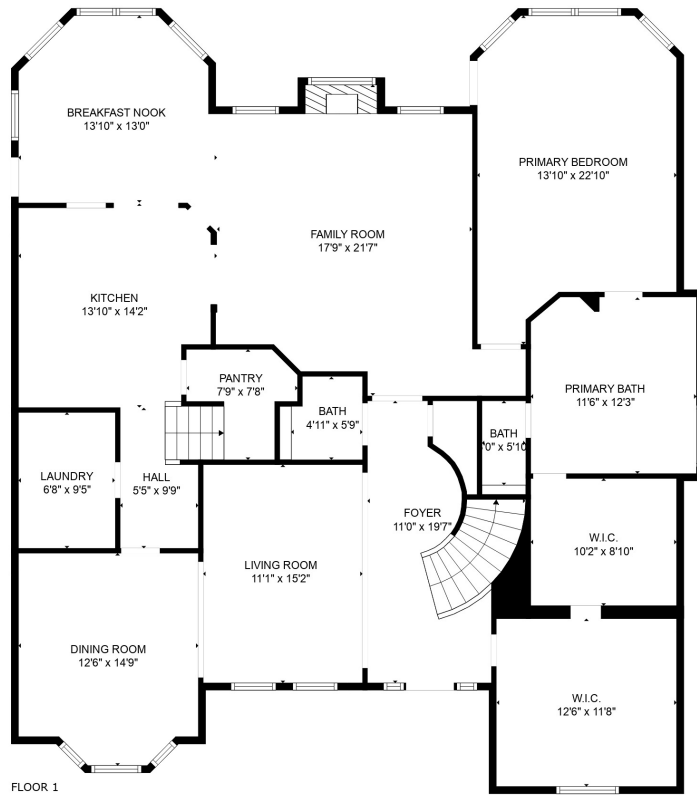 BREAKFAST NOOK
13'10" x 13'0"
PRIMARY BEDROOM
13'10" x 22'10"
FAMILY ROOM
17'9" x 21'7"
KITCHEN
13'10" x 14'2"
PANTRY
7'9" x 7'8"
PRIMARY BATH
11'6" x 12'3"
BATH
4'11" x 5'9"
BATH
0" x 5'10
LAUNDRY
6'8" x 9'5"
HALL
5'5" x 9'9"
FOYER
11'0" x 19'7"
W.I.C.
10'2" x 8'10"
LIVING ROOM
11'1" x 15'2"
DINING ROOM
12'6" x 14'9"
W.I.C.
12'6" x 11'8"
FLOOR 1